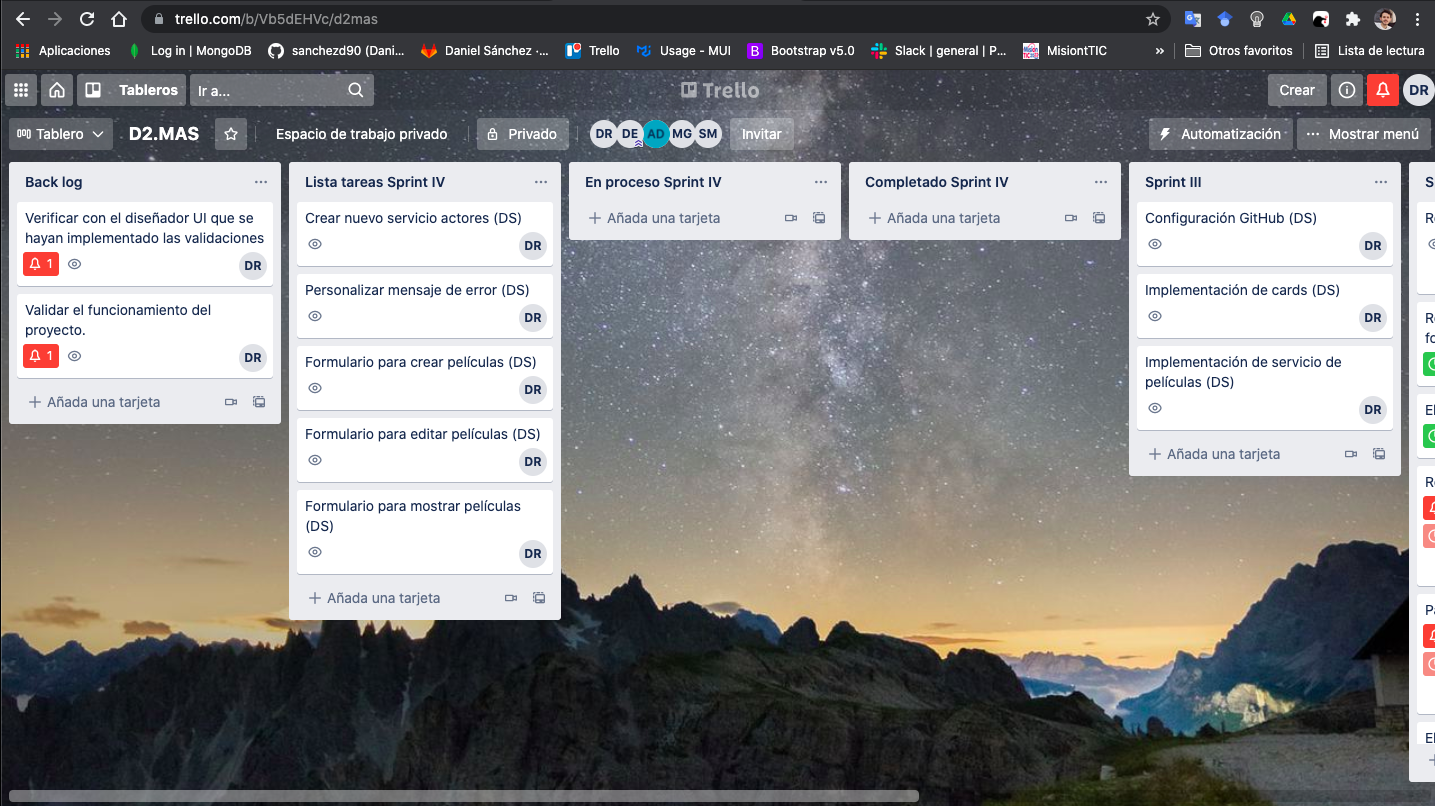 trello.com/b/Vb5dEHVc/d2mas
Aplicaciones
Log in | MongoDB
sanchezd90 (Dani...
Daniel Sánchez ·...
Trello
Usage - MUI
B Bootstrap v5.0
Slack | general | P...
MisiontTIC
»
Otros favoritos
Lista de lectura
Tableros
Ir a...
Trello
Crear
DR
Tablero
D2.MAS
Espacio de trabajo privado
Privado
DR DE AD MG SM
Invitar
Automatización
Mostrar menú
Back log
Verificar con el diseñador UI que se
hayan implementado las validaciones
1
DR
Validar el funcionamiento del
proyecto.
1
DR
Añada una tarjeta
Lista tareas Sprint IV
Crear nuevo servicio actores (DS)
DR
Personalizar mensaje de error (DS)
DR
Formulario para crear películas (DS)
DR
Formulario para editar películas (DS)
DR
Formulario para mostrar películas
(DS)
DR
Añada una tarjeta
En proceso Sprint IV
Añada una tarjeta
Completado Sprint IV
Añada una tarjeta
Sprint III
Configuración GitHub (DS)
DR
Implementación de cards (DS)
DR
Implementación de servicio de
películas (DS)
DR
Añada una tarjeta